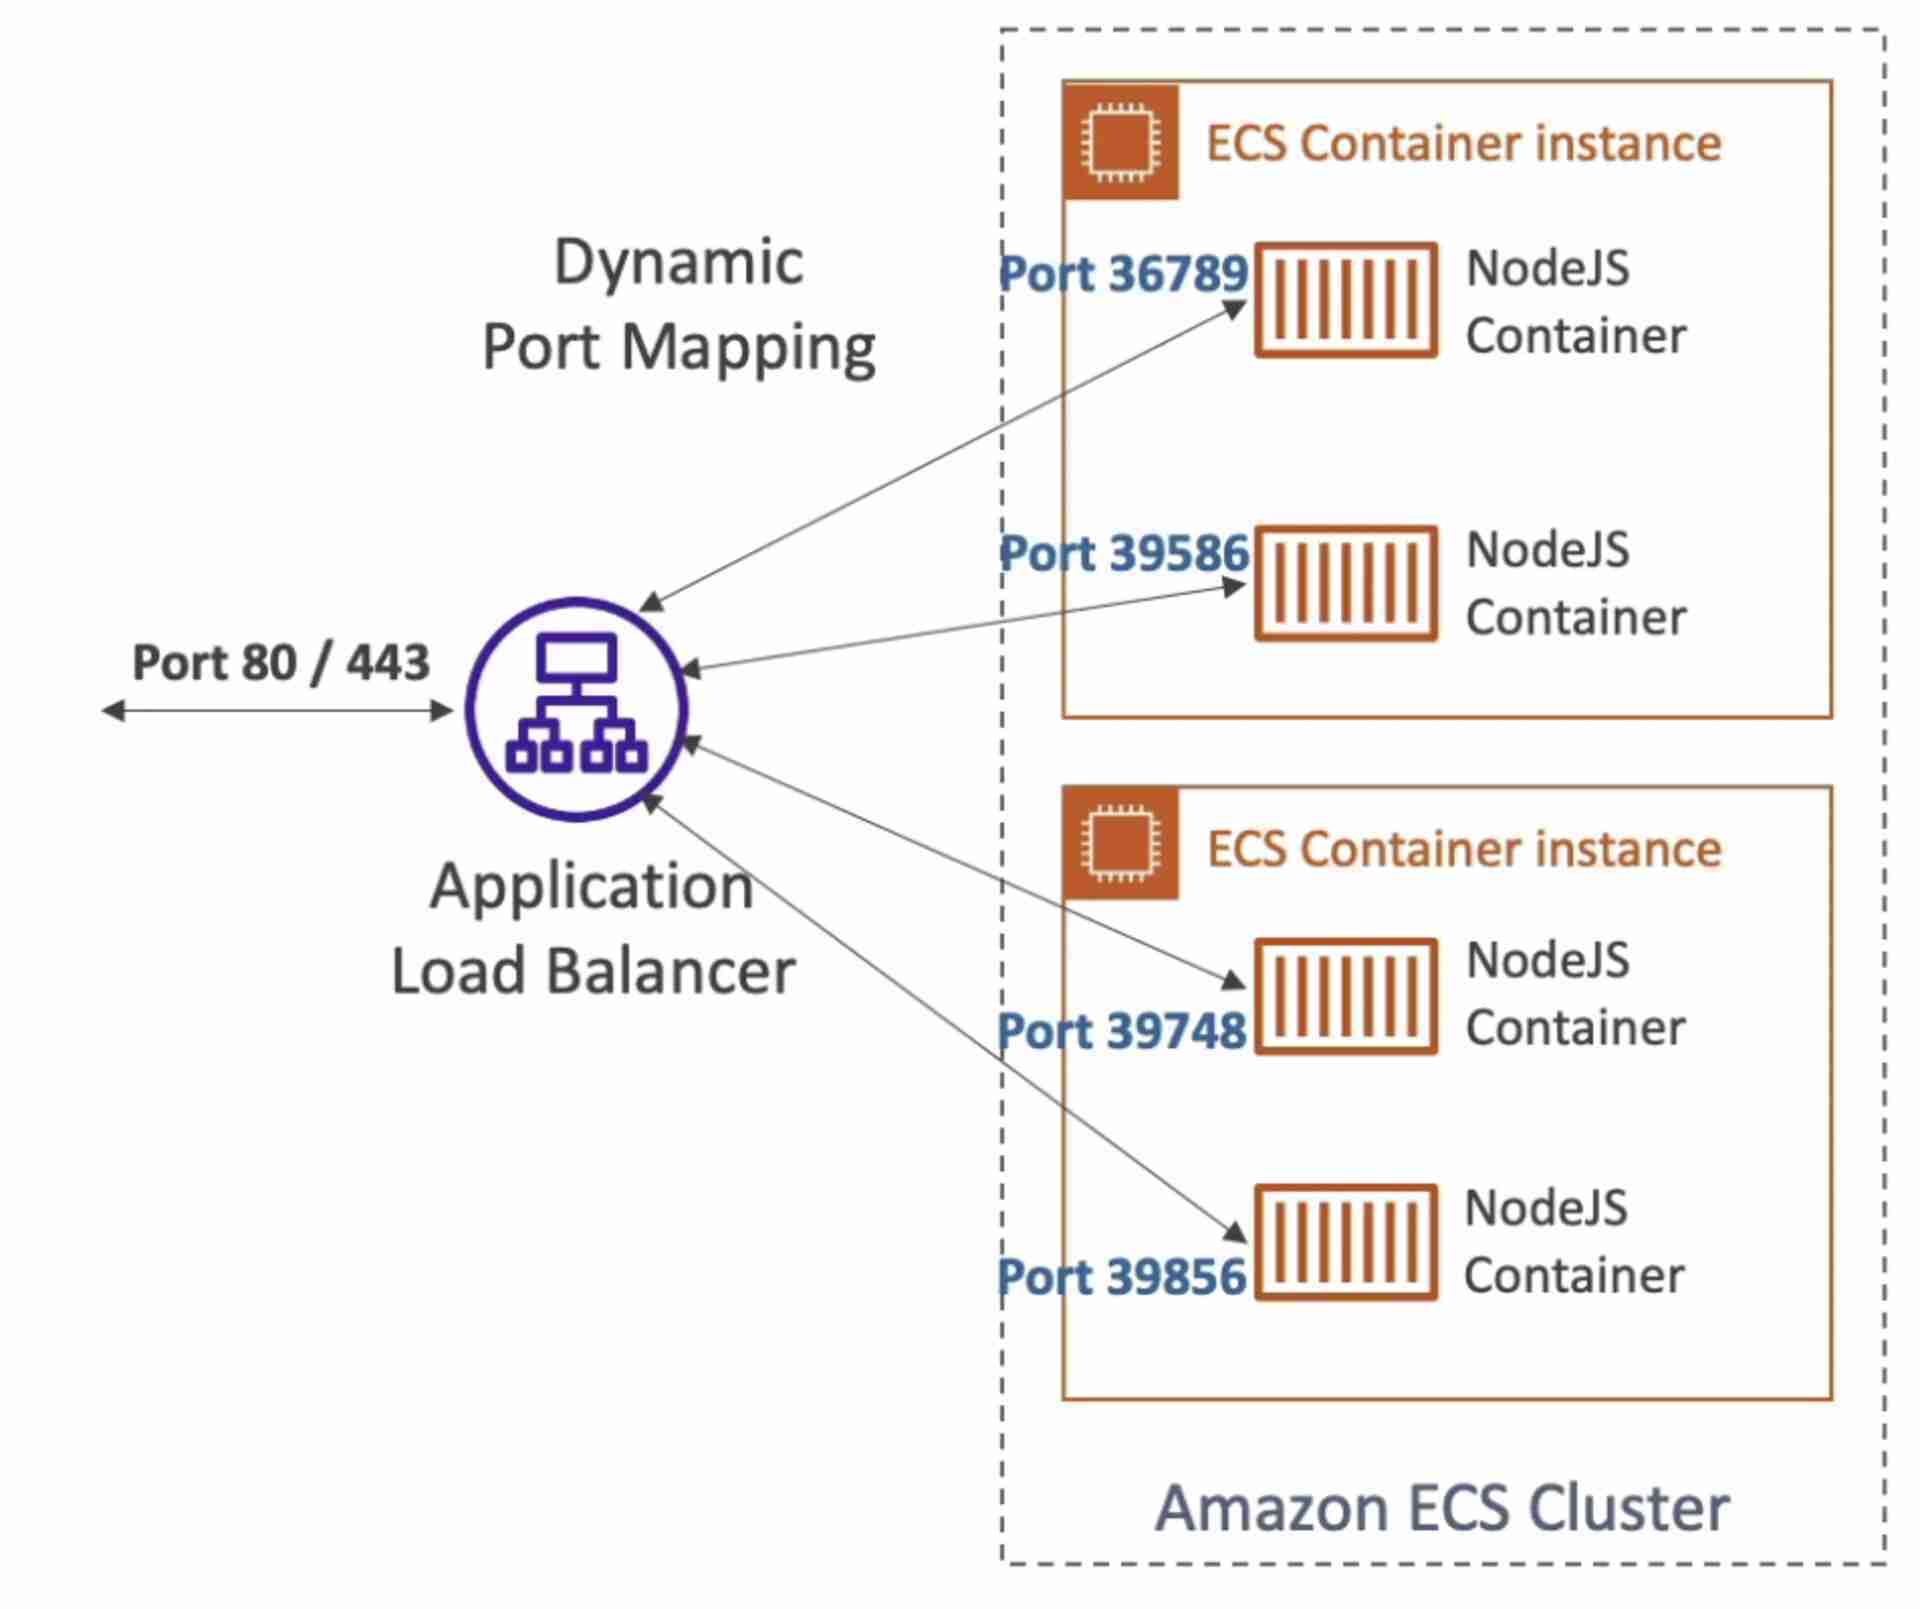 ECS Container instance
Dynamic
Port Mapping
Port 36789
NodeJS
Container
Port 39586
NodeJS
Container
Port 80 / 443
Application
Load Balancer
ECS Container instance
NodeJS
Container
Port 39748
NodeJS
Container
Port 39856
Amazon ECS Cluster